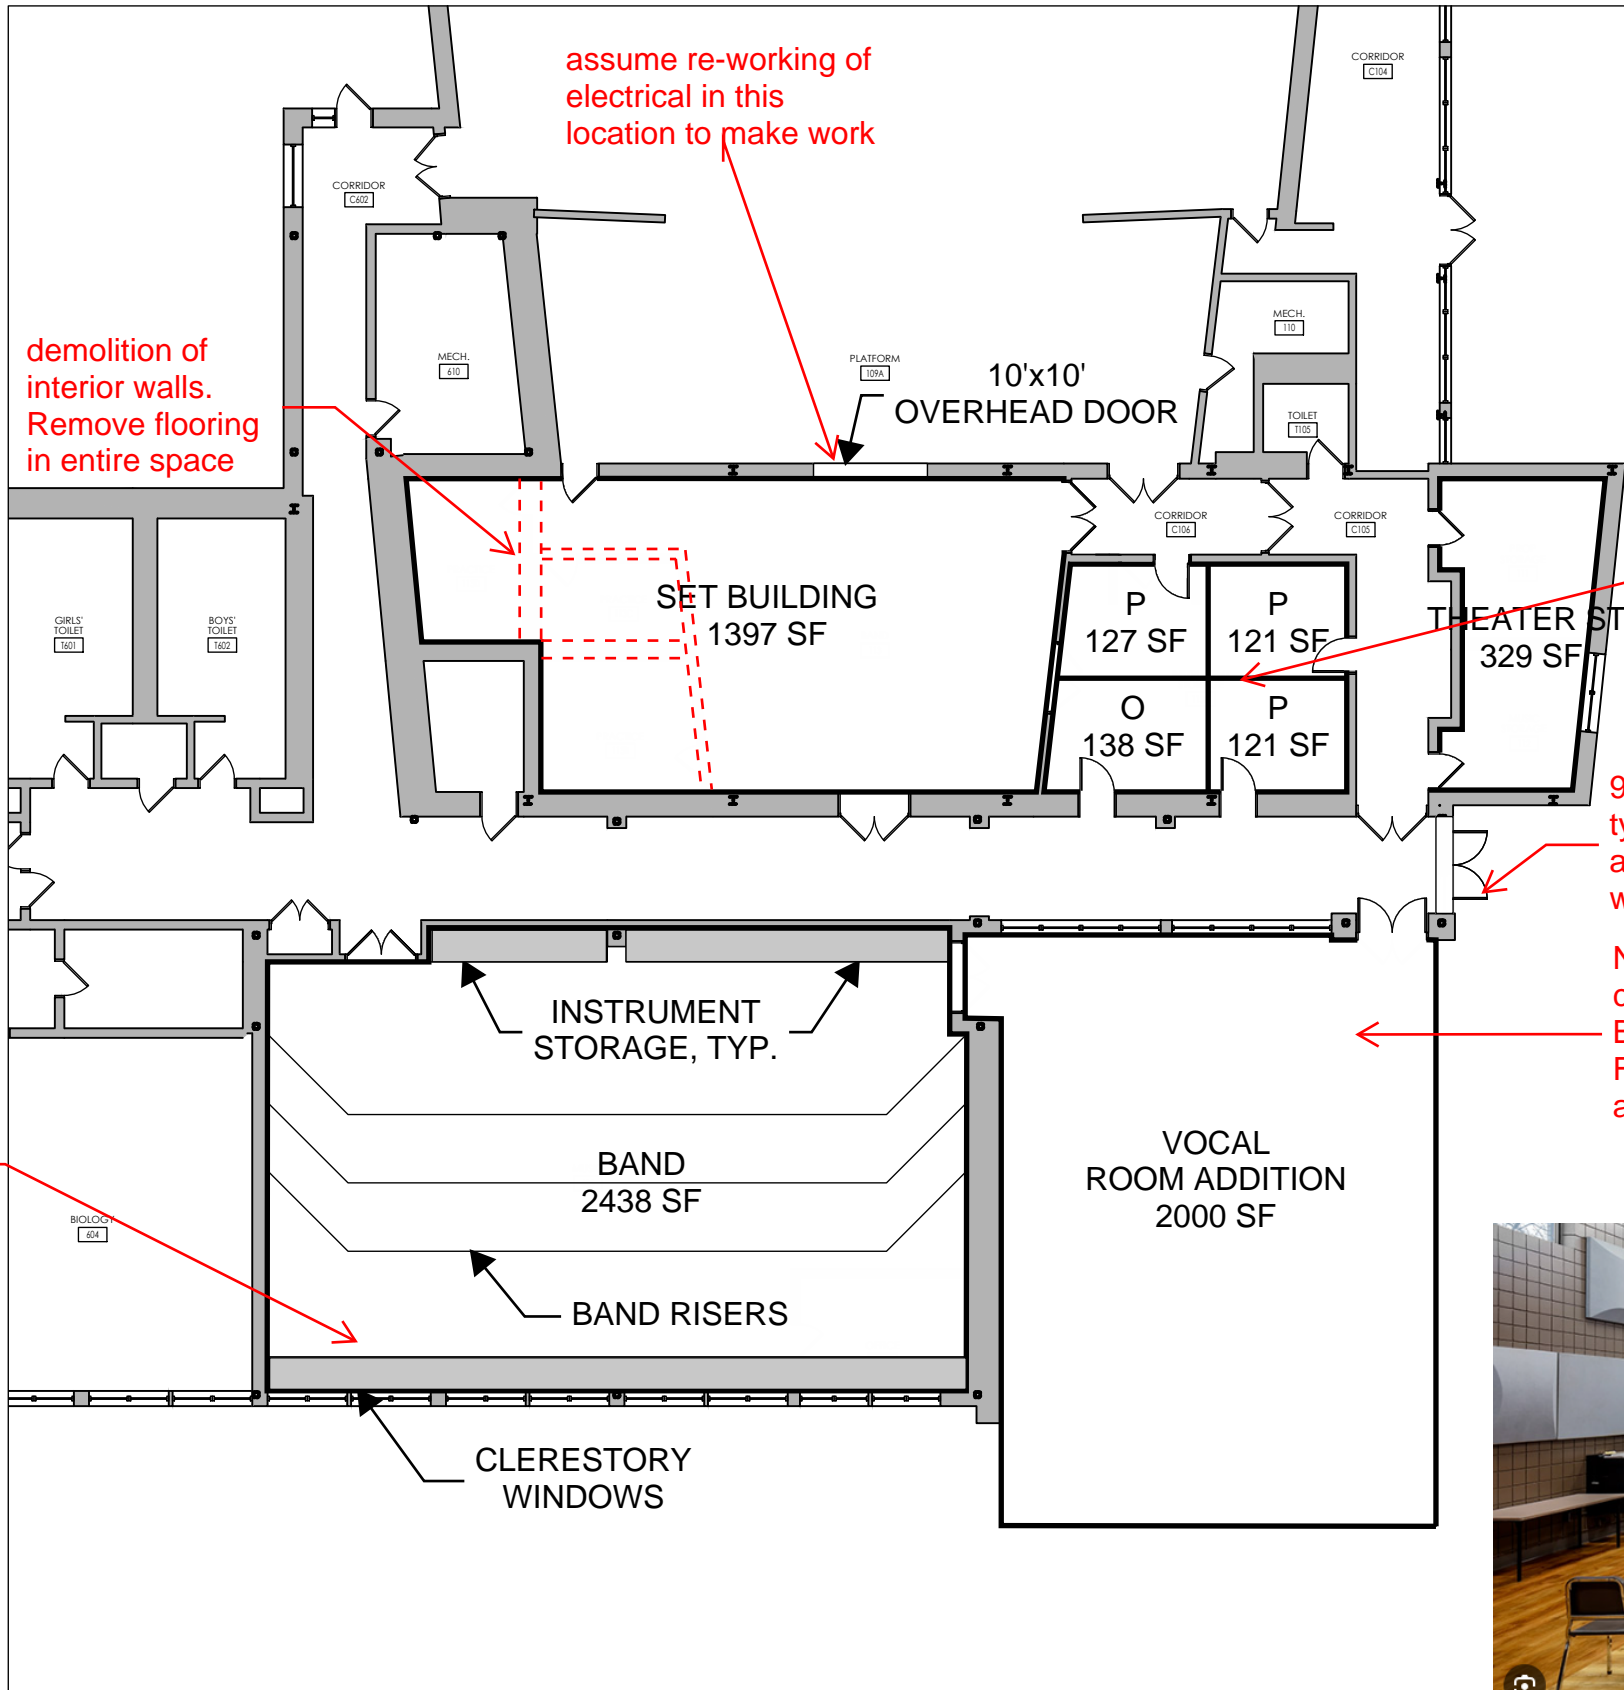 assume re-working of
electrical in this
location to make work
CORRIDOR
C104
CORRIDOR
C602
MECH.
110
demolition of
interior walls.
Remove flooring
in entire space
MECH.
610
PLATFORM
109A
10'x10'
OVERHEAD DOOR
TOILET
T105
CORRIDOR
C106
CORRIDOR
C105
GIRLS'
TOILET
T601
BOYS'
TOILET
T602
SET BUILDING
1397 SF
P
127 SF
P
121 SF
THEATER ST
329 SF
O
138 SF
P
121 SF
9
ty
a
w
N
c
E
F
a
INSTRUMENT
STORAGE, TYP.
BAND
2438 SF
VOCAL
ROOM ADDITION
2000 SF
BIOLOGY
604
BAND RISERS
CLERESTORY
WINDOWS